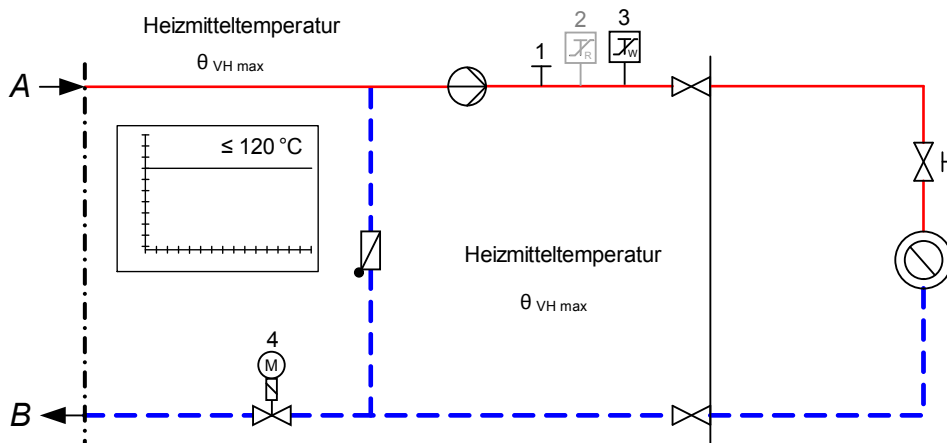 Heizmitteltemperatur
θ VH max
1
2
3
R
W
A
≤ 120 °C
Heizmitteltemperatur
θ VH max
4
M
B